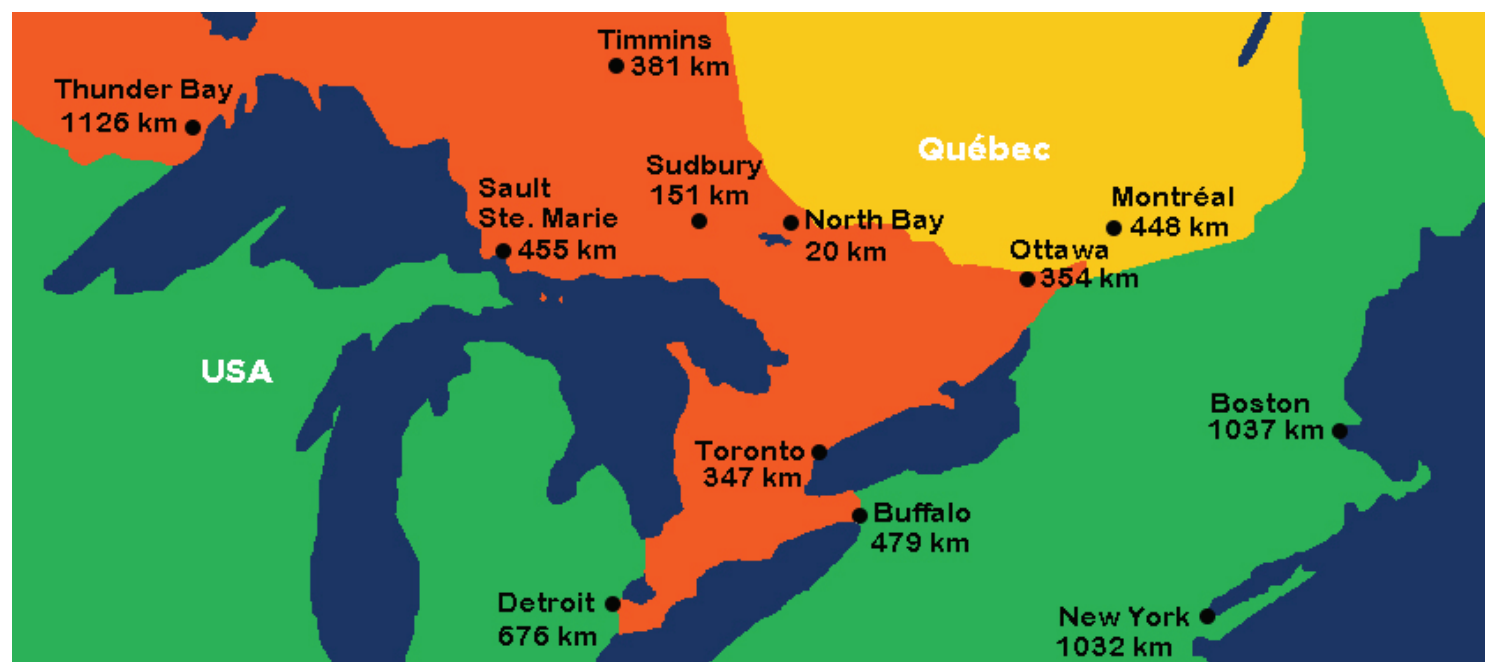 Timmins
381 km
Thunder Bay
1126 km
Québec
Sudbury
151 km
Sault
Ste. Marie
455 km
North Bay
20 km
Montréal
448 km
Ottawa
354 km
USA
Boston
1037 km
Toronto
347 km
Buffalo
479 km
Detroit
676 km
New York
1032 km